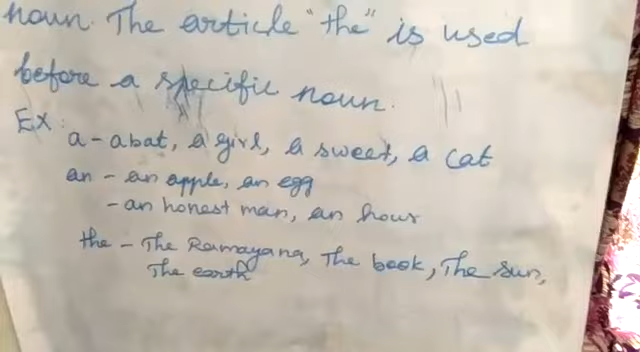 noun. The article "the" is used
before a specific noun.
EX:
a - a bat, a girl, a sweet, a cat
an - an apple, an egg
- an honest man, an hour
the - The Ramayana, The book, The sun,
The earth